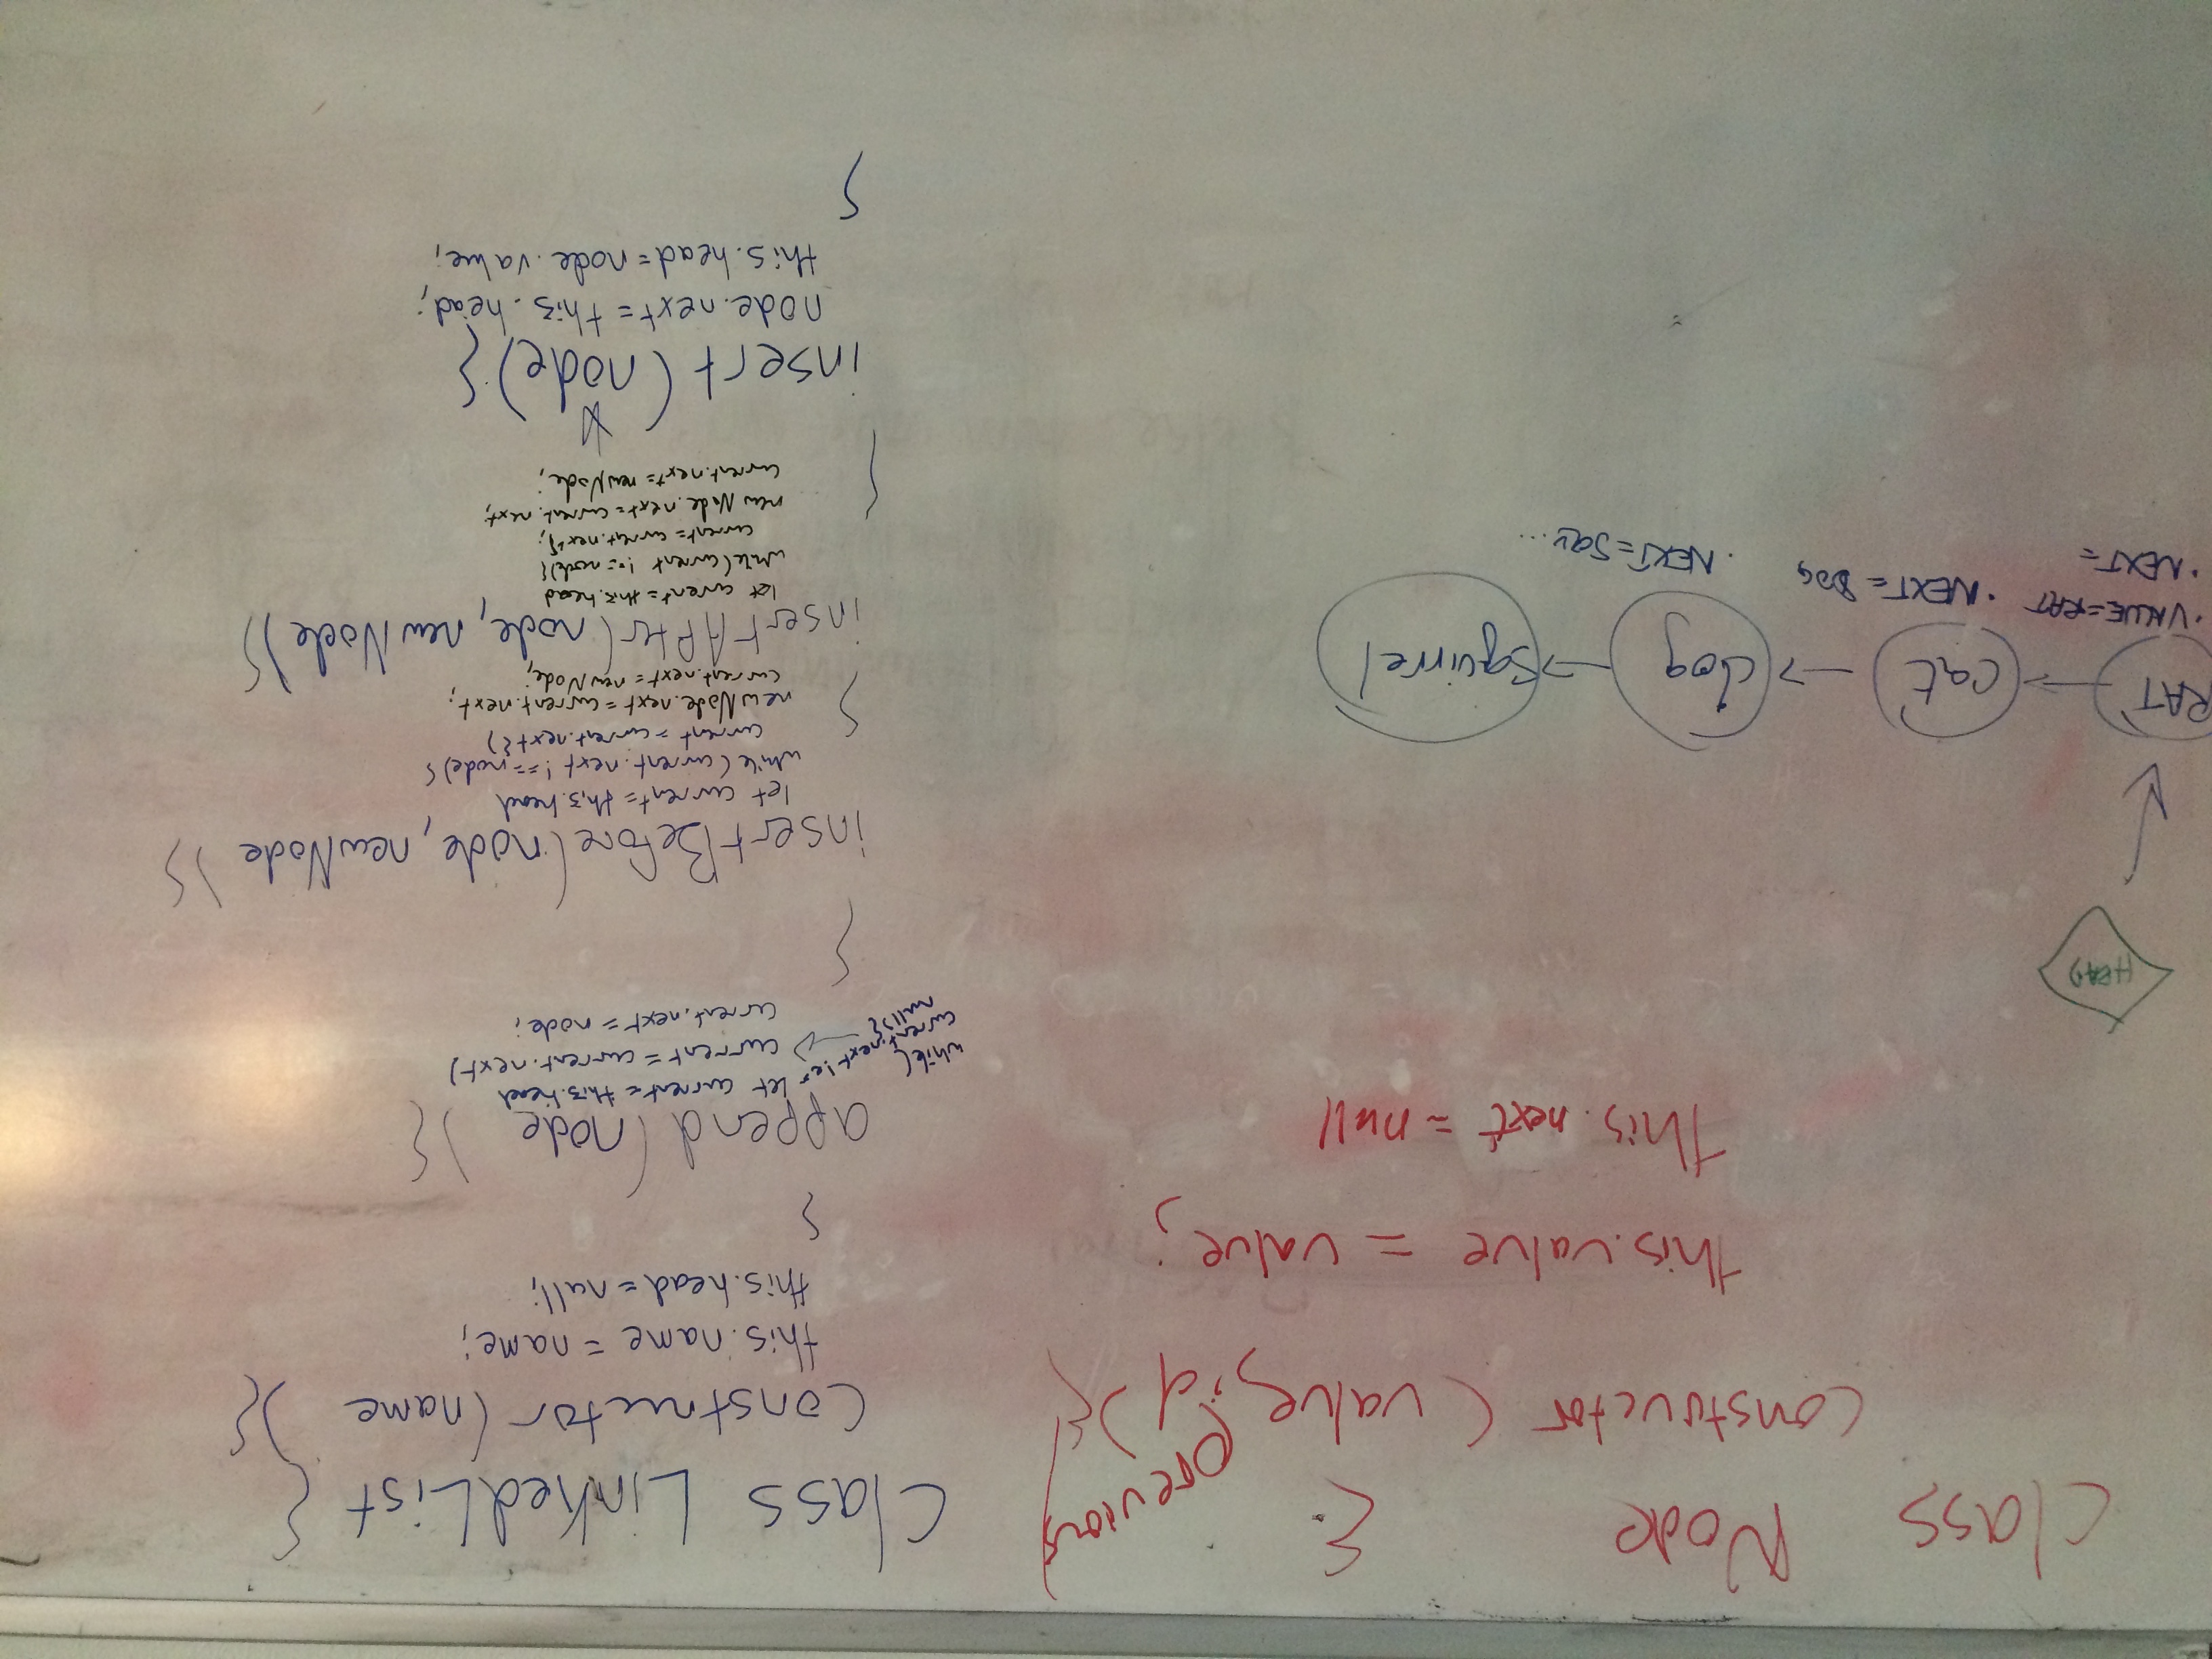 class Node {
previous
constructor (value, id){
this.value = value;
this.next = null
HEAD
RAT
cat
dog
squirrel
• VALUE=RAT
• NEXT=
• NEXT= DOG
• NEXT=SQU...
Class LinkedList {
Constructor (name ){
this.name = name;
this.head = null;
}
append (node ){
let current = this.head
while(
current.next !==
null){
current = current.next}
current.next = node;
}
insertBefore(node, newNode ){
let current = this.head
while (current.next !== node){
current = current.next {}
newNode.next = current.next;
current.next = newNode;
}
insertAfter(node, newNode){
let current = this.head
while(current !== node){
current = current.next};
newNode.next = current.next;
current.next = newNode;
}
insert (node) {
node.next = this.head;
this.head = node.value;
}